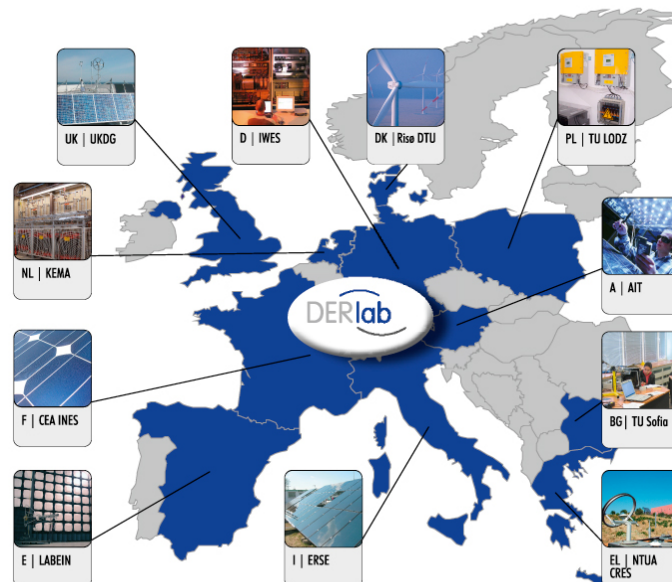 UK | UKDG
D | IWES
DK | Risø DTU
PL | TU LODZ
NL | KEMA
A | AIT
DERlab
F | CEA INES
BG | TU Sofia
E | LABEIN
I | ERSE
EL | NTUA
CRES